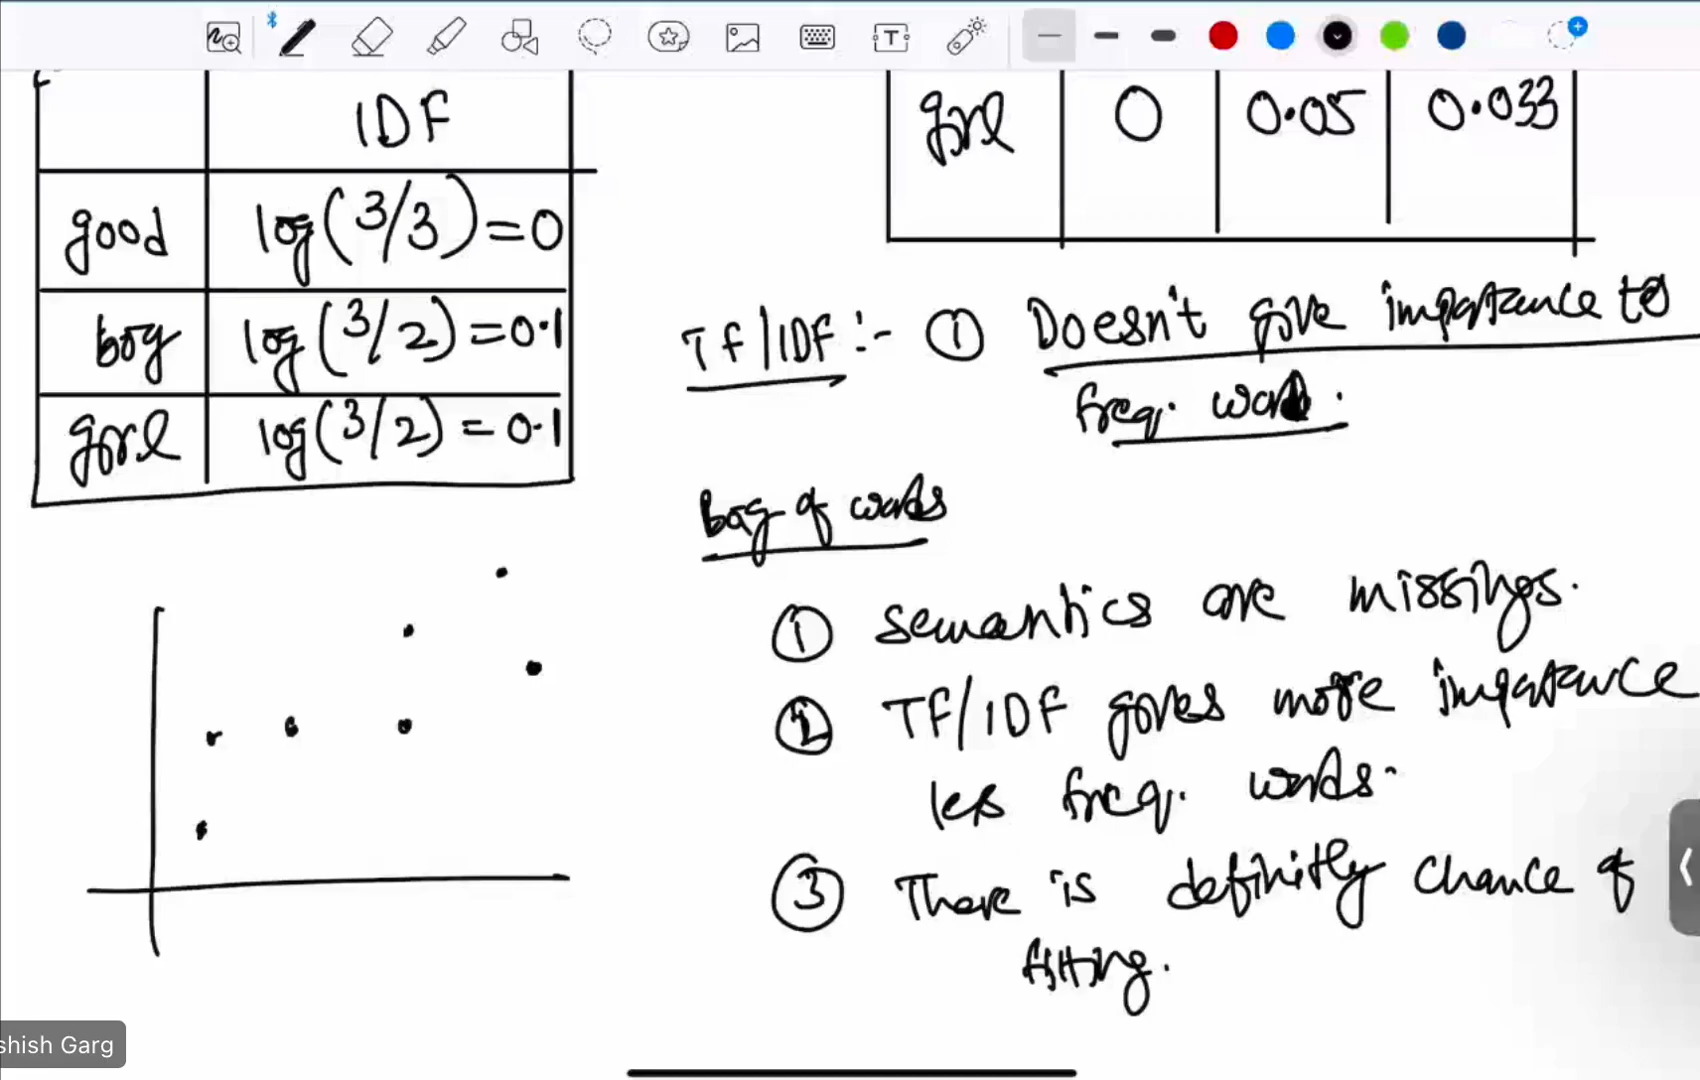 IDF
good log(3/3)=0
boy log(3/2)=0.1
girl log(3/2)=0.1
girl 0 0.05 0.033
TF/IDF :- ① Doesn't give importance to
freq. word.
Bag of words
① semantics are missings.
② TF/IDF gives more importance
less freq. words.
③ There is definitly chance of
fitting.
shish Garg